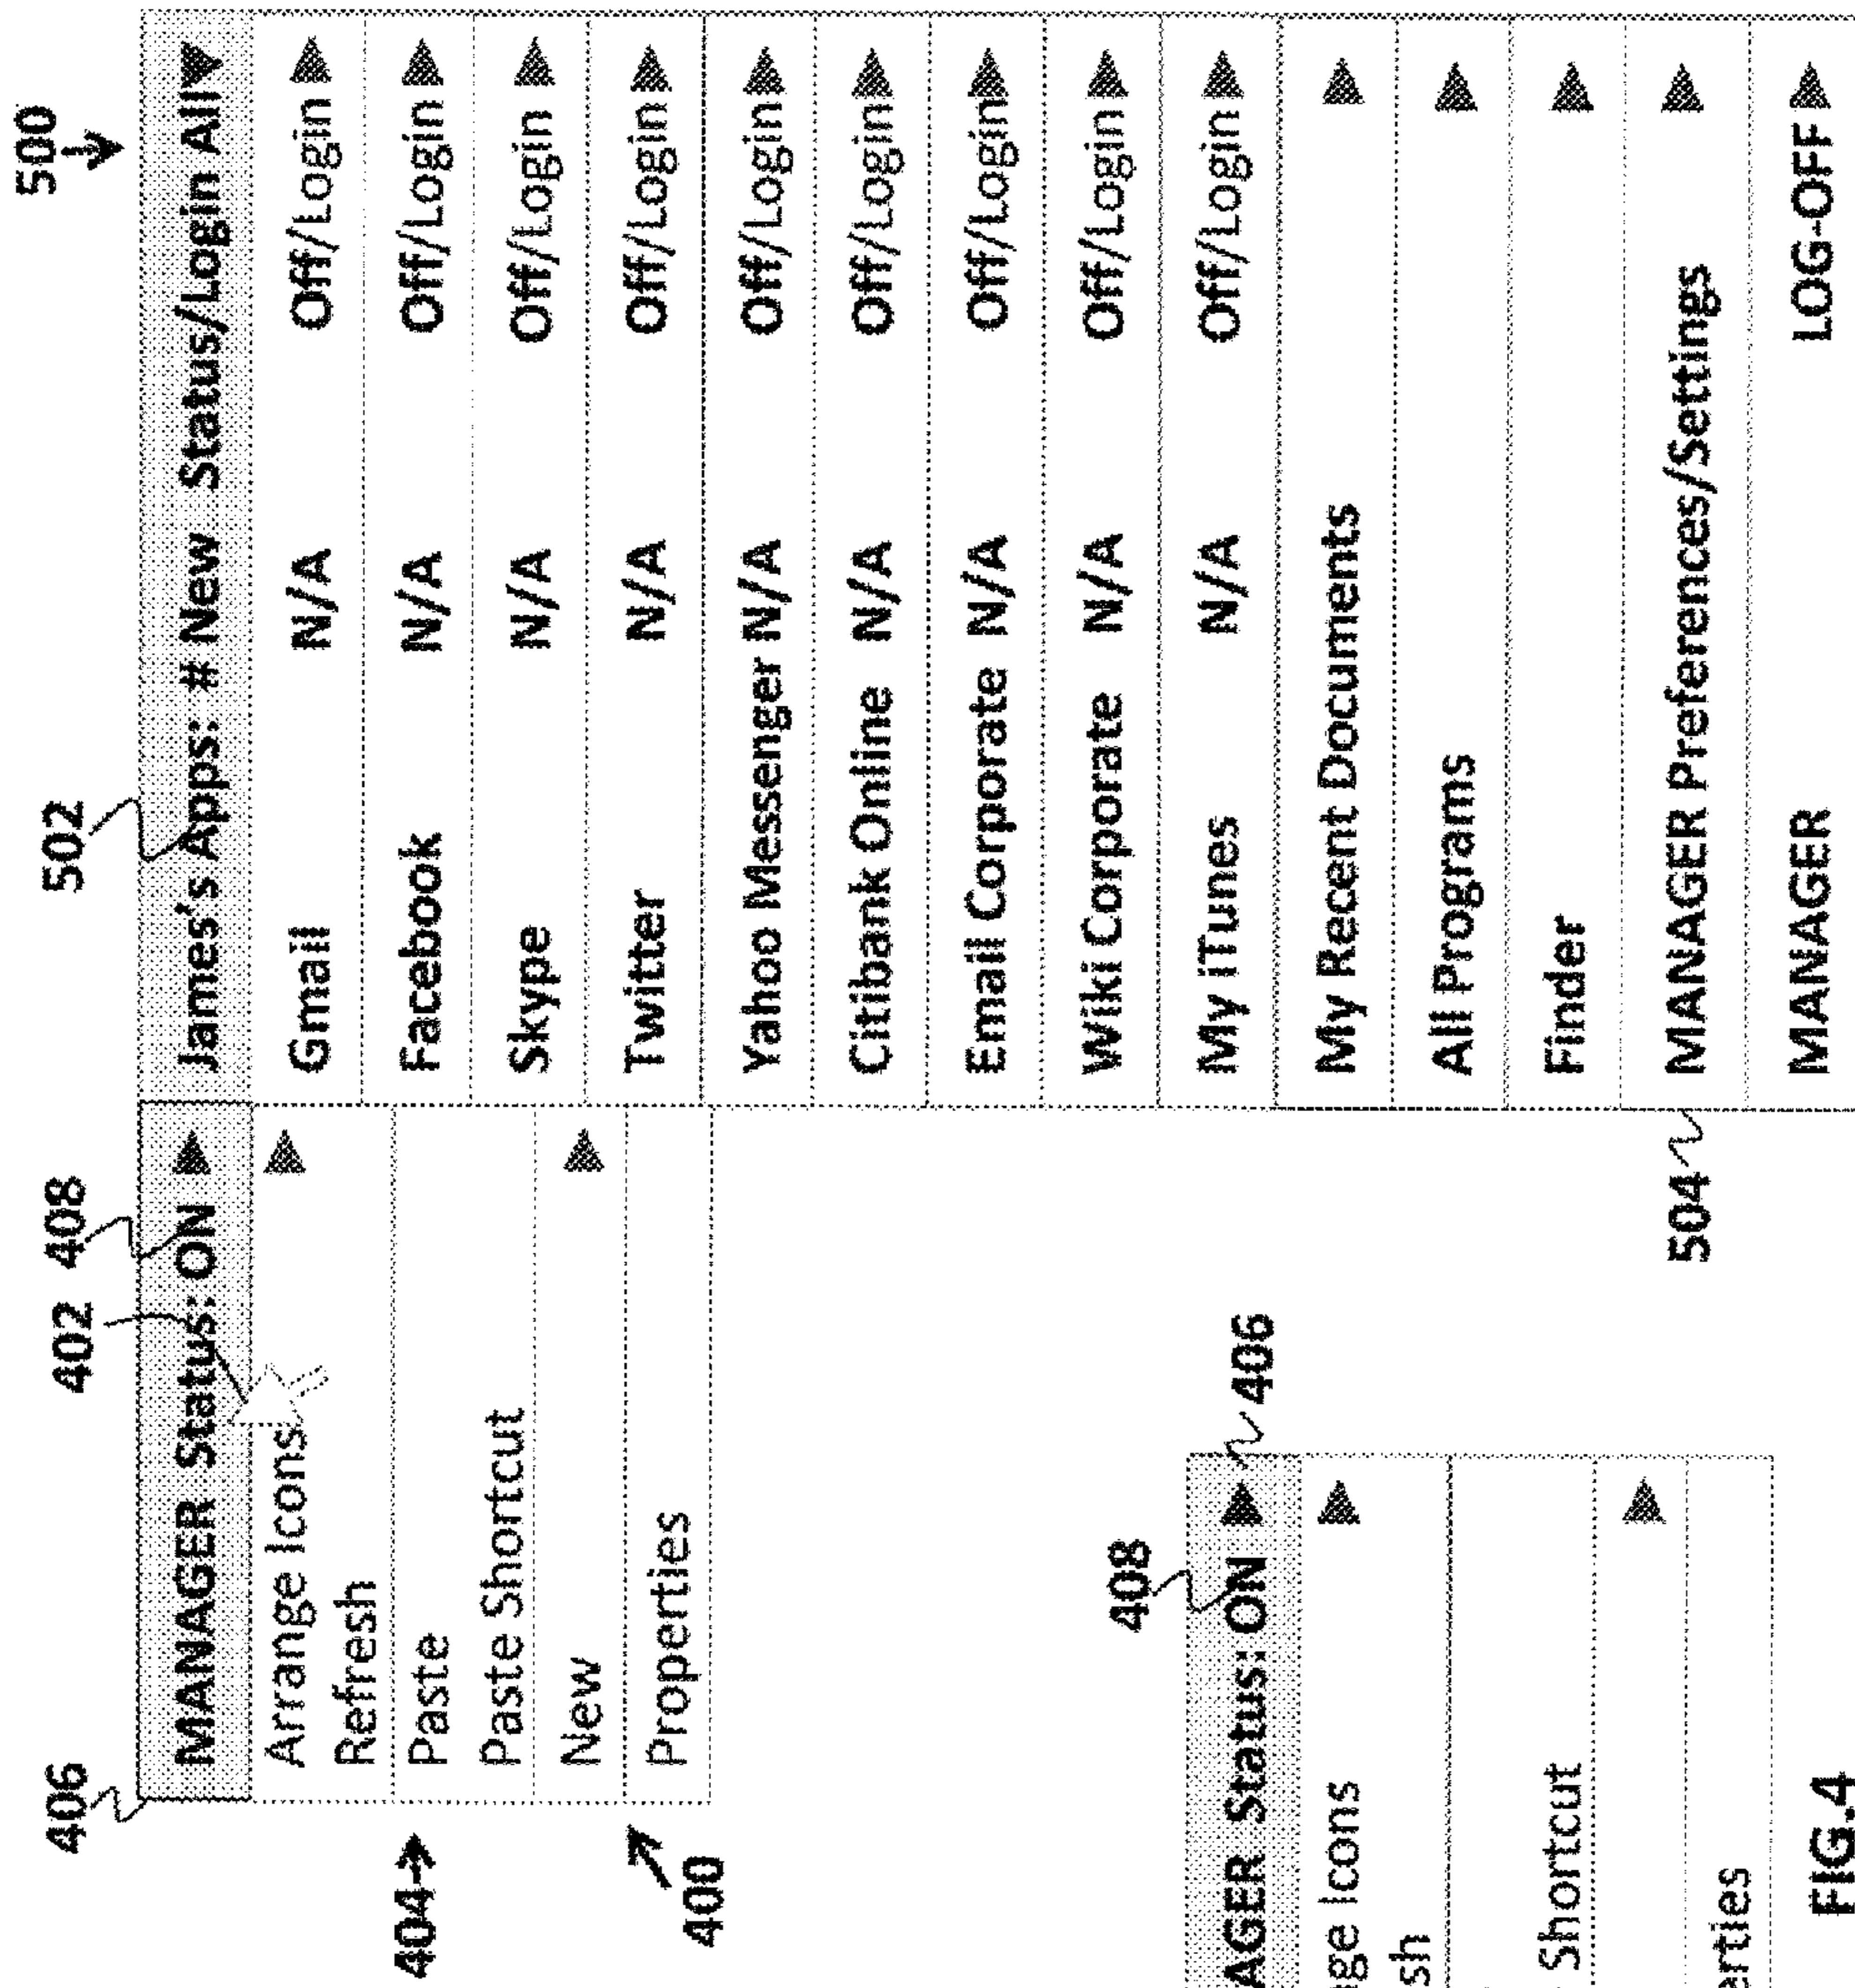 500
502
406
402
408
MANAGER Status: ON
Arrange Icons
Refresh
Paste
Paste Shortcut
New
Properties
404
400
James's Apps: # New Status/Login All
Gmail N/A Off/Login
Facebook N/A Off/Login
Skype N/A Off/Login
Twitter N/A Off/Login
Yahoo Messenger N/A Off/Login
Citibank Online N/A Off/Login
Email Corporate N/A Off/Login
Wiki Corporate N/A Off/Login
My iTunes N/A Off/Login
My Recent Documents
All Programs
Finder
MANAGER Preferences/Settings
MANAGER LOG-OFF
504
408
406
AGER Status: ON
ge Icons
sh
Shortcut
erties
FIG.4